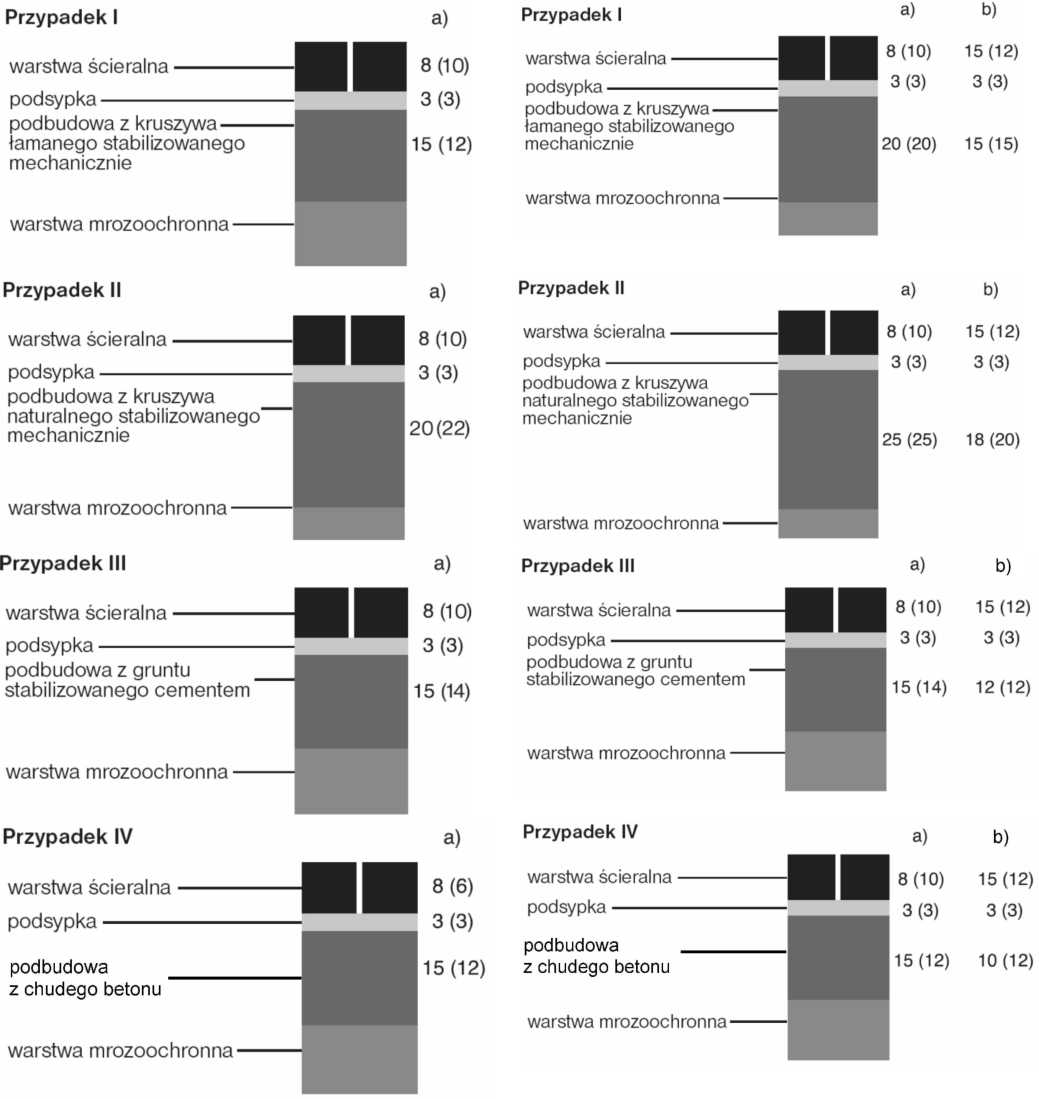 Przypadek I
a)
warstwa ścieralna
8 (10)
podsypka
3 (3)
podbudowa z kruszywa
łamanego stabilizowanego
mechanicznie
15 (12)
warstwa mrozoochronna
Przypadek I
a) b)
warstwa ścieralna
8 (10) 15 (12)
podsypka
3 (3) 3 (3)
podbudowa z kruszywa
łamanego stabilizowanego
mechanicznie
20 (20) 15 (15)
warstwa mrozoochronna
Przypadek II
a)
warstwa ścieralna
8 (10)
podsypka
3 (3)
podbudowa z kruszywa
naturalnego stabilizowanego
mechanicznie
20 (22)
warstwa mrozoochronna
Przypadek II
a) b)
warstwa ścieralna
8 (10) 15 (12)
podsypka
3 (3) 3 (3)
podbudowa z kruszywa
naturalnego stabilizowanego
mechanicznie
25 (25) 18 (20)
warstwa mrozoochronna
Przypadek III
a)
warstwa ścieralna
8 (10)
podsypka
3 (3)
podbudowa z gruntu
stabilizowanego cementem
15 (14)
warstwa mrozoochronna
Przypadek III
a) b)
warstwa ścieralna
8 (10) 15 (12)
podsypka
3 (3) 3 (3)
podbudowa z gruntu
stabilizowanego cementem
15 (14) 12 (12)
warstwa mrozoochronna
Przypadek IV
a)
warstwa ścieralna
8 (6)
podsypka
3 (3)
podbudowa
z chudego betonu
15 (12)
warstwa mrozoochronna
Przypadek IV
a) b)
warstwa ścieralna
8 (10) 15 (12)
podsypka
3 (3) 3 (3)
podbudowa
z chudego betonu
15 (12) 10 (12)
warstwa mrozoochronna